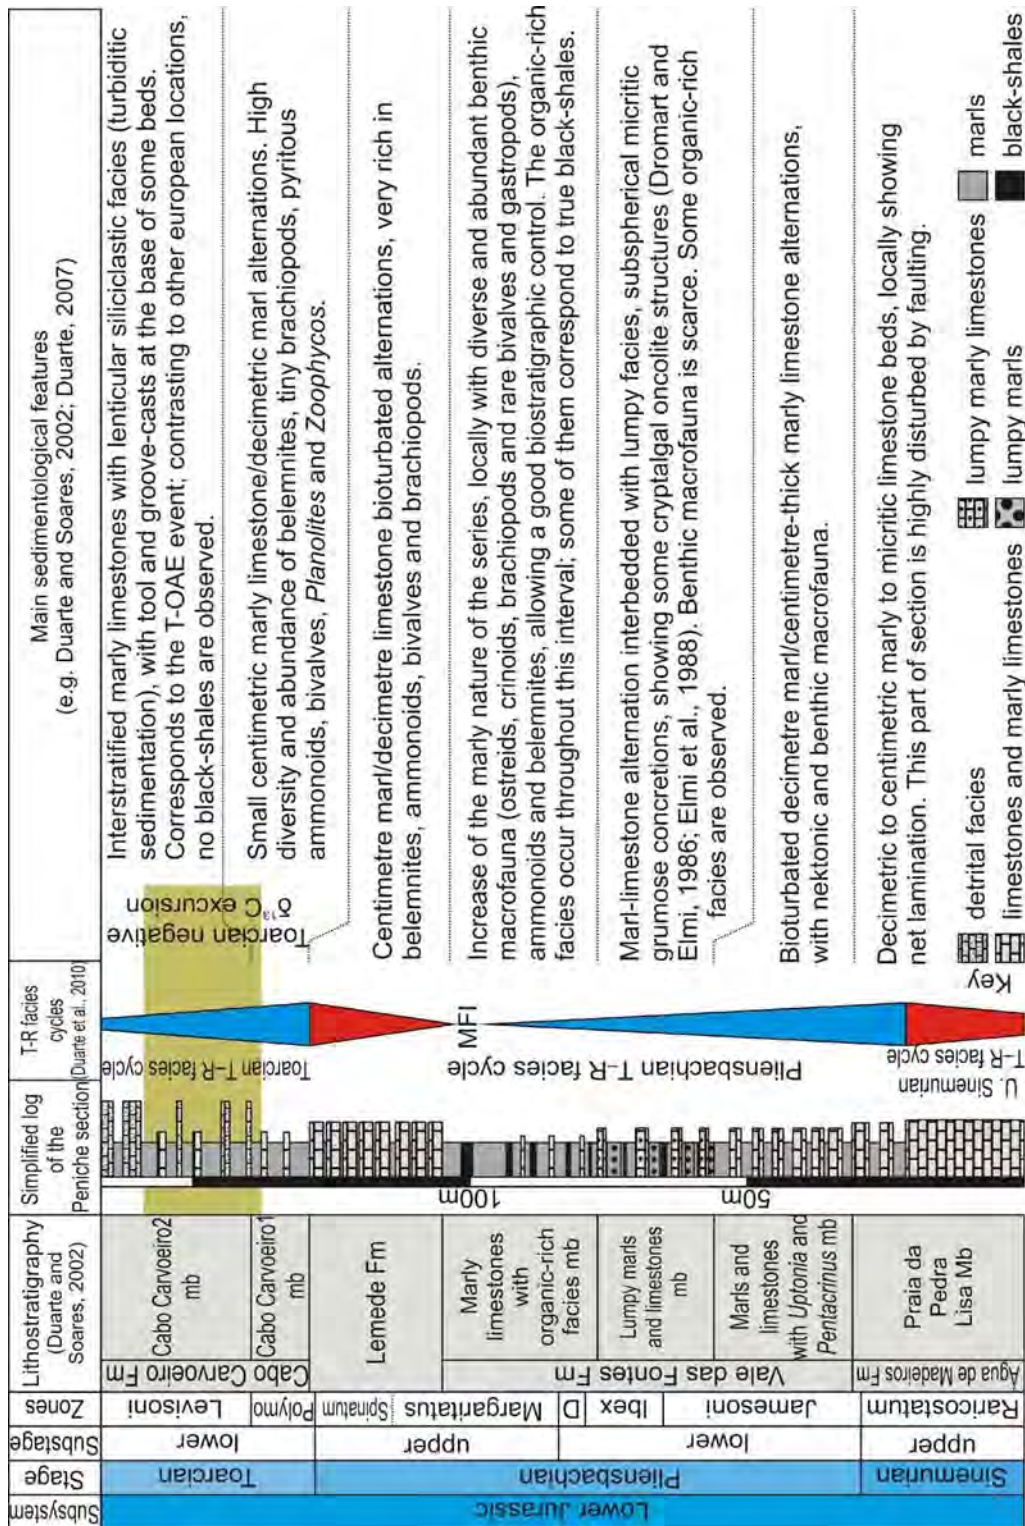 Subsystem
Stage
Substage
Zones
Lithostratigraphy
(Duarte and
Soares, 2002)
Simplified log
of the
Peniche section
T-R facies
cycles
(Duarte et al., 2010)
Main sedimentological features
(e.g. Duarte and Soares, 2002; Duarte, 2007)
Lower Jurassic
Toarcian
Pliensbachian
Sinemurian
lower
upper
lower
upper
Levisoni
Polymo
Spinatum
Margaritatus
D
Ibex
Jamesoni
Raricostatum
Cabo Carvoeiro Fm
Vale das Fontes Fm
Água de Madeiros Fm
Cabo Carvoeiro2
mb
Cabo Carvoeiro1
mb
Lemede Fm
Marly
limestones
with
organic-rich
facies mb
Lumpy marls
and limestones
mb
Marls and
limestones
with Uptonia and
Pentacrinus mb
Praia da
Pedra
Lisa Mb
100m
50m
Toarcian T-R facies cycle
Pliensbachian T-R facies cycle
MFI
U. Sinemurian
T-R facies cycle
Toarcian negative
δ13C excursion
Interstratified marly limestones with lenticular siliciclastic facies (turbiditic
sedimentation), with tool and groove-casts at the base of some beds.
Corresponds to the T-OAE event; contrasting to other european locations,
no black-shales are observed.
Small centimetric marly limestone/decimetric marl alternations. High
diversity and abundance of belemnites, tiny brachiopods, pyritous
ammonoids, bivalves, Planolites and Zoophycos.
Centimetre marl/decimetre limestone bioturbated alternations, very rich in
belemnites, ammonoids, bivalves and brachiopods.
Increase of the marly nature of the series, locally with diverse and abundant benthic
macrofauna (ostreids, crinoids, brachiopods and rare bivalves and gastropods),
ammonoids and belemnites, allowing a good biostratigraphic control. The organic-rich
facies occur throughout this interval; some of them correspond to true black-shales.
Marl-limestone alternation interbedded with lumpy facies, subspherical micritic
grumose concretions, showing some cryptalgal oncolite structures (Dromart and
Elmi, 1986; Elmi et al., 1988). Benthic macrofauna is scarce. Some organic-rich
facies are observed.
Bioturbated decimetre marl/centimetre-thick marly limestone alternations,
with nektonic and benthic macrofauna.
Decimetric to centimetric marly to micritic limestone beds, locally showing
net lamination. This part of section is highly disturbed by faulting.
Key
detrital facies
limestones and marly limestones
lumpy marly limestones
lumpy marls
marls
black-shales